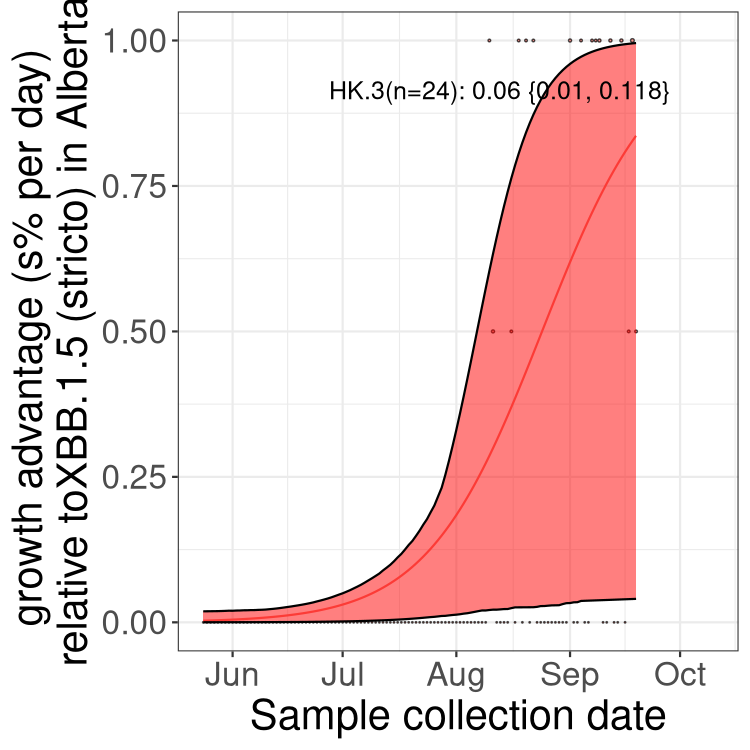 growth advantage (s% per day)
relative toXBB.1.5 (stricto) in Alberta
1.00
0.75
0.50
0.25
0.00
HK.3(n=24): 0.06 {0.01, 0.118}
Jun Jul Aug Sep Oct
Sample collection date